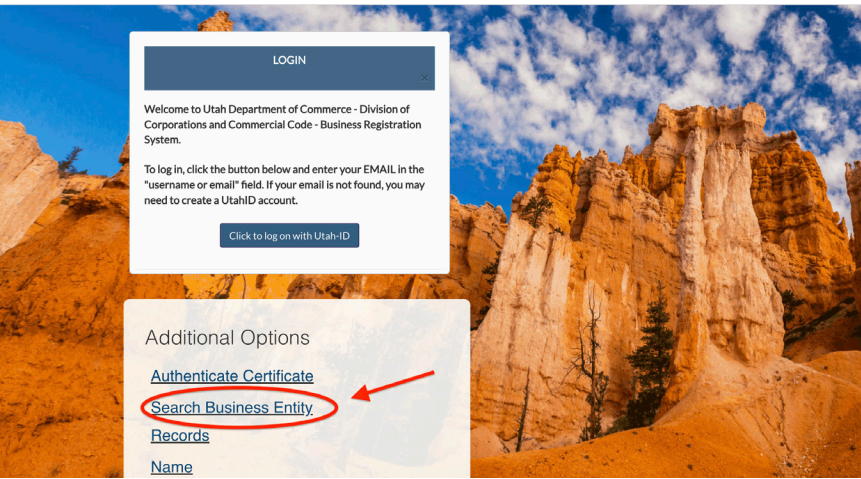 LOGIN
×
Welcome to Utah Department of Commerce - Division of
Corporations and Commercial Code - Business Registration
System.
To log in, click the button below and enter your EMAIL in the
"username or email" field. If your email is not found, you may
need to create a UtahID account.
Click to log on with Utah-ID
Additional Options
Authenticate Certificate
Search Business Entity
Records
Name